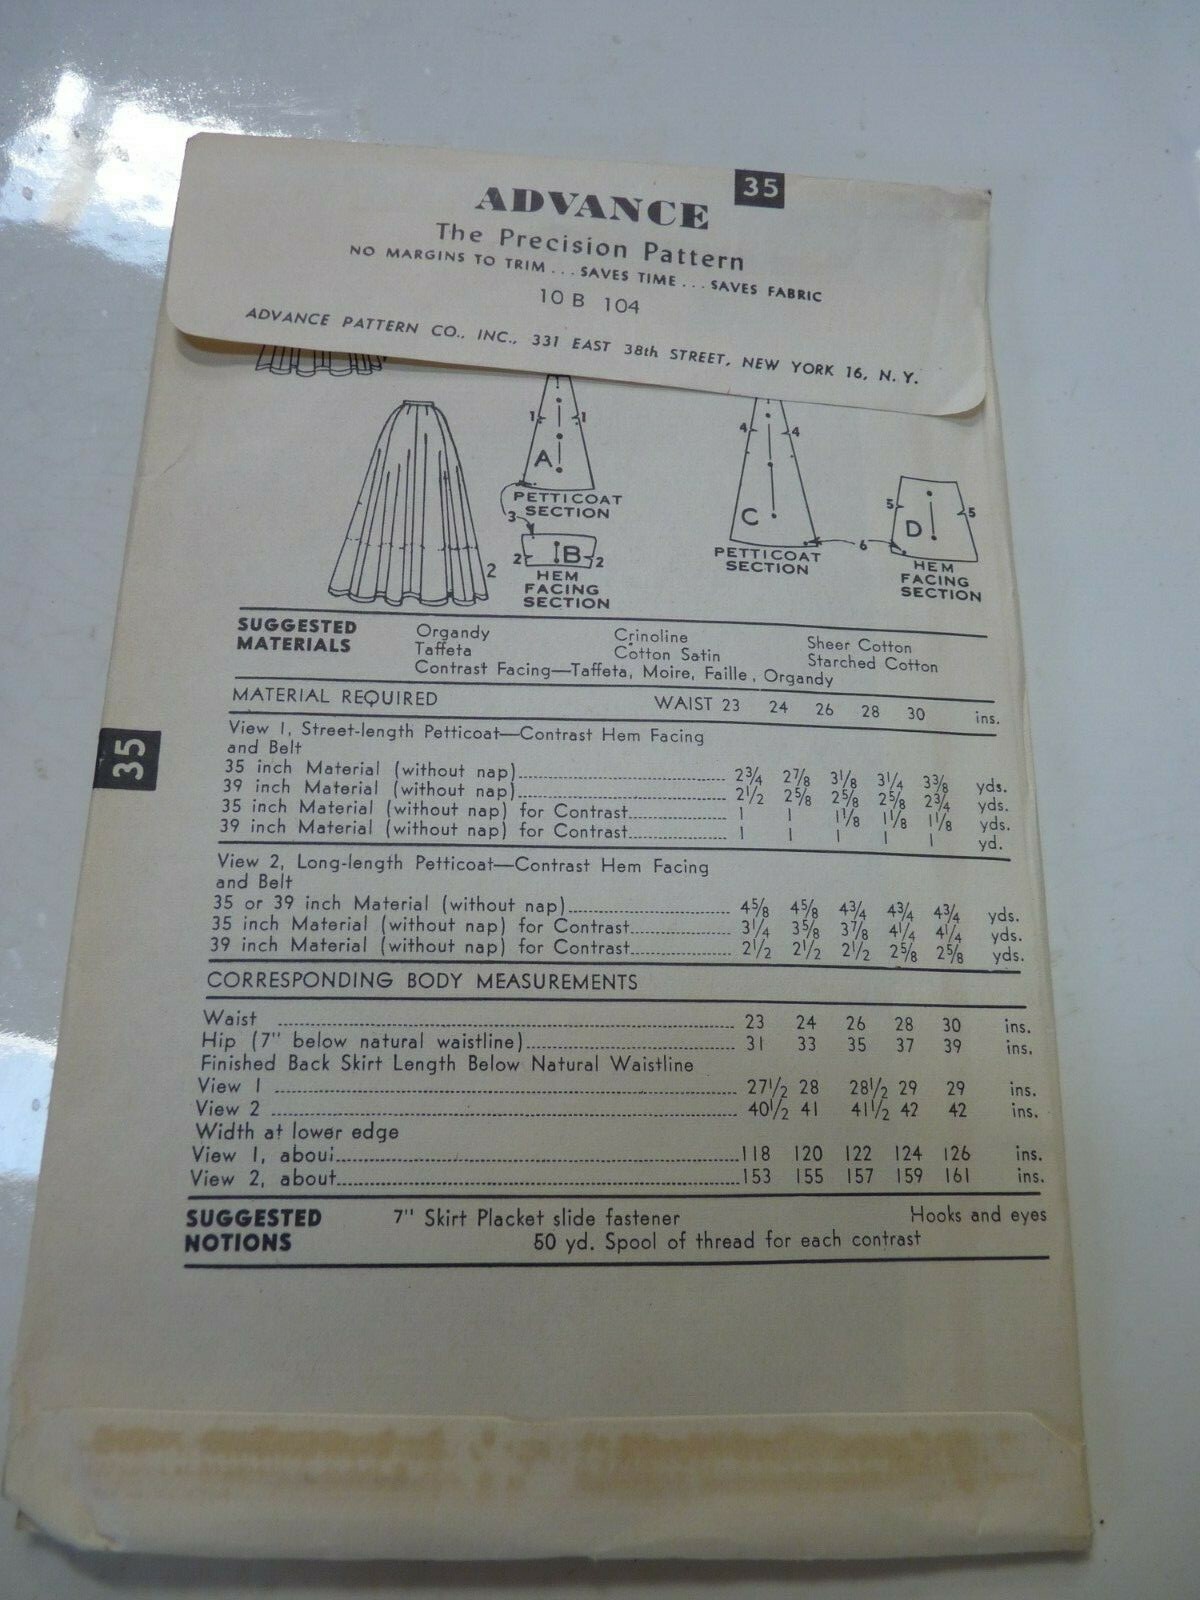 35
ADVANCE
The Precision Pattern
NO MARGINS TO TRIM ... SAVES TIME ... SAVES FABRIC
10 B 104
ADVANCE PATTERN CO., INC., 331 EAST 38th STREET, NEW YORK 16, N. Y.
2
1 1
A
PETTICOAT
SECTION
3
2 B 2
HEM
FACING
SECTION
4 4
C
PETTICOAT
SECTION
6
5 D 5
HEM
FACING
SECTION
SUGGESTED
MATERIALS
Organdy Crinoline Sheer Cotton
Taffeta Cotton Satin Starched Cotton
Contrast Facing—Taffeta, Moire, Faille, Organdy
MATERIAL REQUIRED WAIST 23 24 26 28 30 ins.
35
View 1, Street-length Petticoat—Contrast Hem Facing
and Belt
35 inch Material (without nap) 2¾ 2⅞ 3⅛ 3¼ 3⅜ yds.
39 inch Material (without nap) 2½ 2⅝ 2⅝ 2⅝ 2¾ yds.
35 inch Material (without nap) for Contrast 1 1 1⅛ 1⅛ 1⅛ yds.
39 inch Material (without nap) for Contrast 1 1 1 1 1 yd.
View 2, Long-length Petticoat—Contrast Hem Facing
and Belt
35 or 39 inch Material (without nap) 4⅝ 4⅝ 4¾ 4¾ 4¾ yds.
35 inch Material (without nap) for Contrast 3¼ 3⅝ 3⅞ 4¼ 4¼ yds.
39 inch Material (without nap) for Contrast 2½ 2½ 2½ 2⅝ 2⅝ yds.
CORRESPONDING BODY MEASUREMENTS
Waist 23 24 26 28 30 ins.
Hip (7" below natural waistline) 31 33 35 37 39 ins.
Finished Back Skirt Length Below Natural Waistline
View 1 27½ 28 28½ 29 29 ins.
View 2 40½ 41 41½ 42 42 ins.
Width at lower edge
View 1, about 118 120 122 124 126 ins.
View 2, about 153 155 157 159 161 ins.
SUGGESTED
NOTIONS
7" Skirt Placket slide fastener Hooks and eyes
50 yd. Spool of thread for each contrast